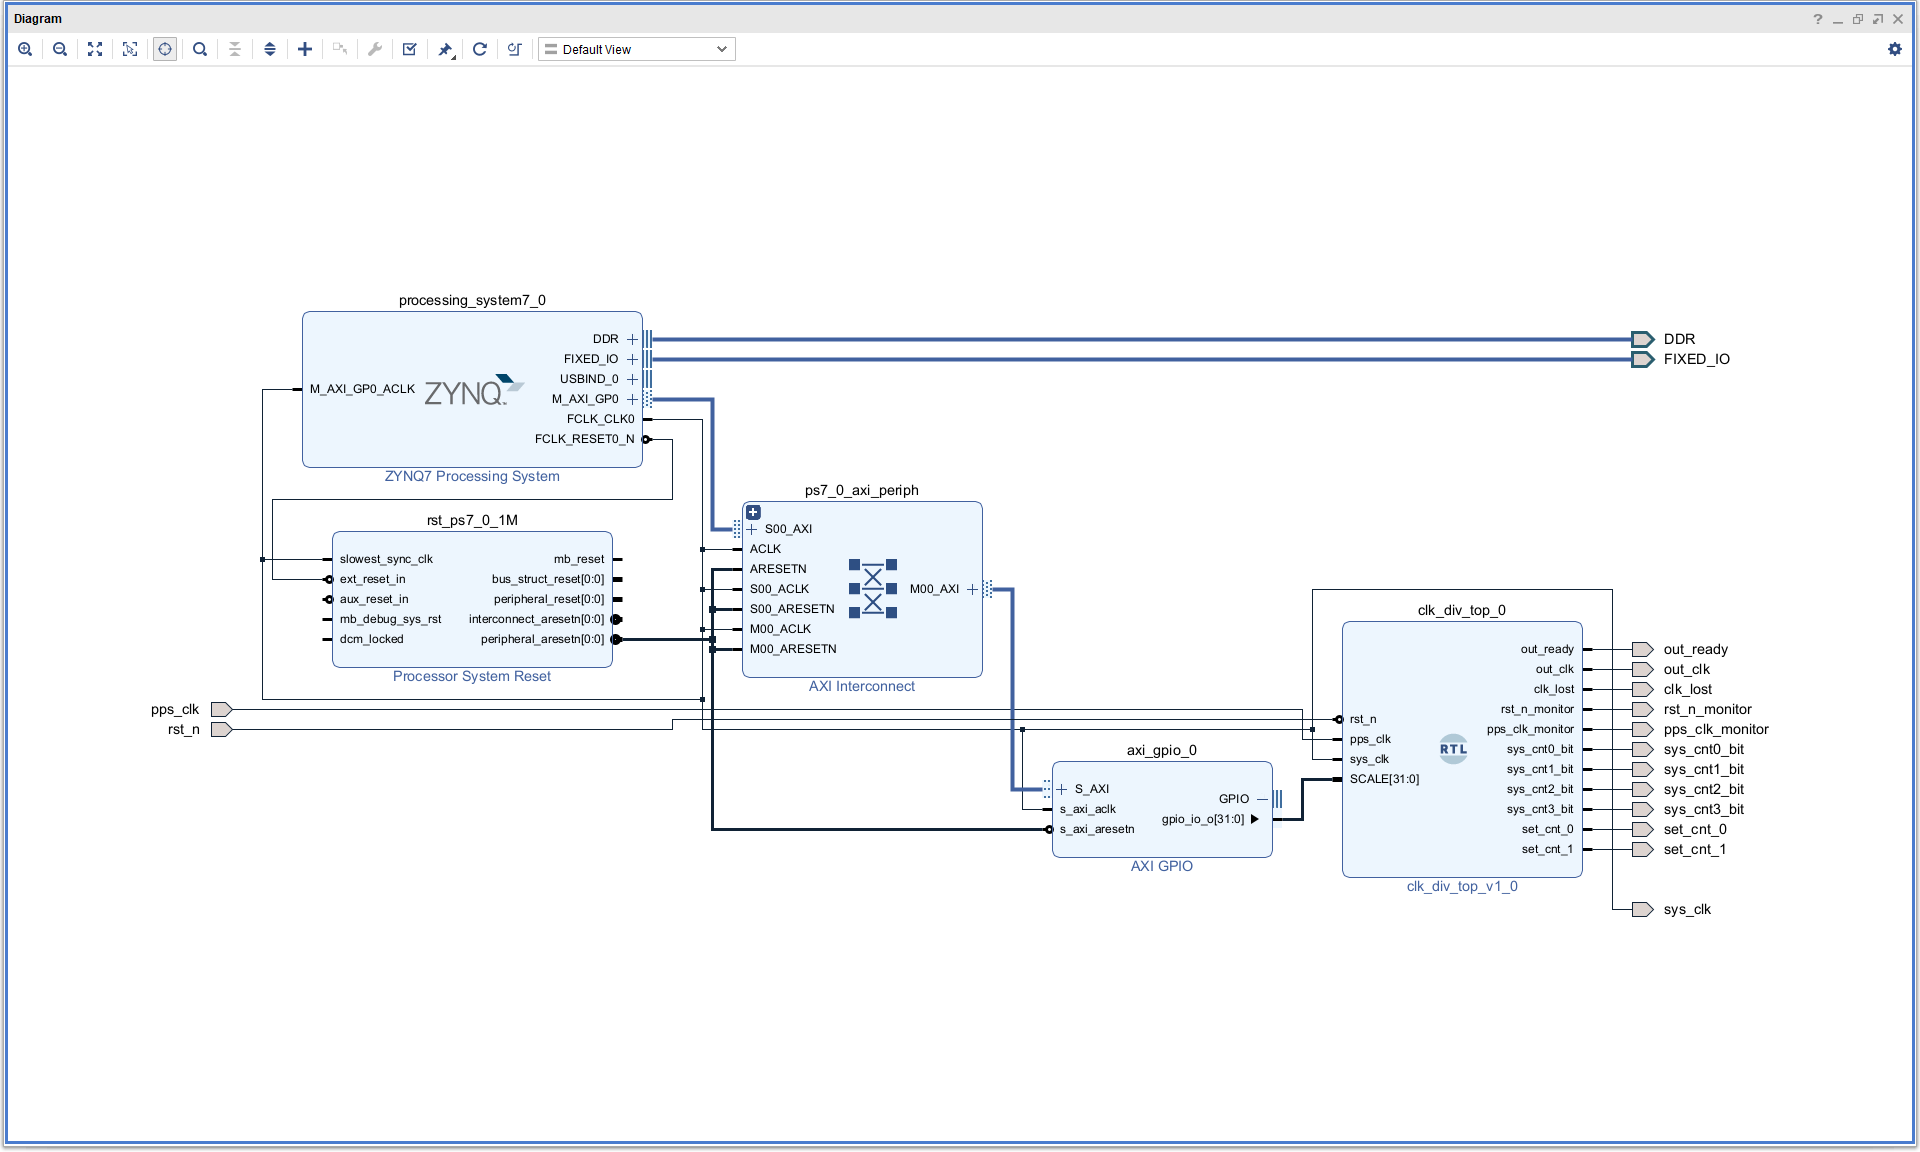 Diagram
Default View
processing_system7_0
DDR
FIXED_IO
USBIND_0
M_AXI_GP0
FCLK_CLK0
FCLK_RESET0_N
M_AXI_GP0_ACLK
ZYNQ
ZYNQ7 Processing System
DDR
FIXED_IO
rst_ps7_0_1M
slowest_sync_clk
ext_reset_in
aux_reset_in
mb_debug_sys_rst
dcm_locked
mb_reset
bus_struct_reset[0:0]
peripheral_reset[0:0]
interconnect_aresetn[0:0]
peripheral_aresetn[0:0]
Processor System Reset
ps7_0_axi_periph
S00_AXI
ACLK
ARESETN
S00_ACLK
S00_ARESETN
M00_ACLK
M00_ARESETN
M00_AXI
AXI Interconnect
pps_clk
rst_n
axi_gpio_0
S_AXI
s_axi_aclk
s_axi_aresetn
GPIO
gpio_io_o[31:0]
AXI GPIO
clk_div_top_0
rst_n
pps_clk
sys_clk
SCALE[31:0]
RTL
out_ready
out_clk
clk_lost
rst_n_monitor
pps_clk_monitor
sys_cnt0_bit
sys_cnt1_bit
sys_cnt2_bit
sys_cnt3_bit
set_cnt_0
set_cnt_1
clk_div_top_v1_0
out_ready
out_clk
clk_lost
rst_n_monitor
pps_clk_monitor
sys_cnt0_bit
sys_cnt1_bit
sys_cnt2_bit
sys_cnt3_bit
set_cnt_0
set_cnt_1
sys_clk